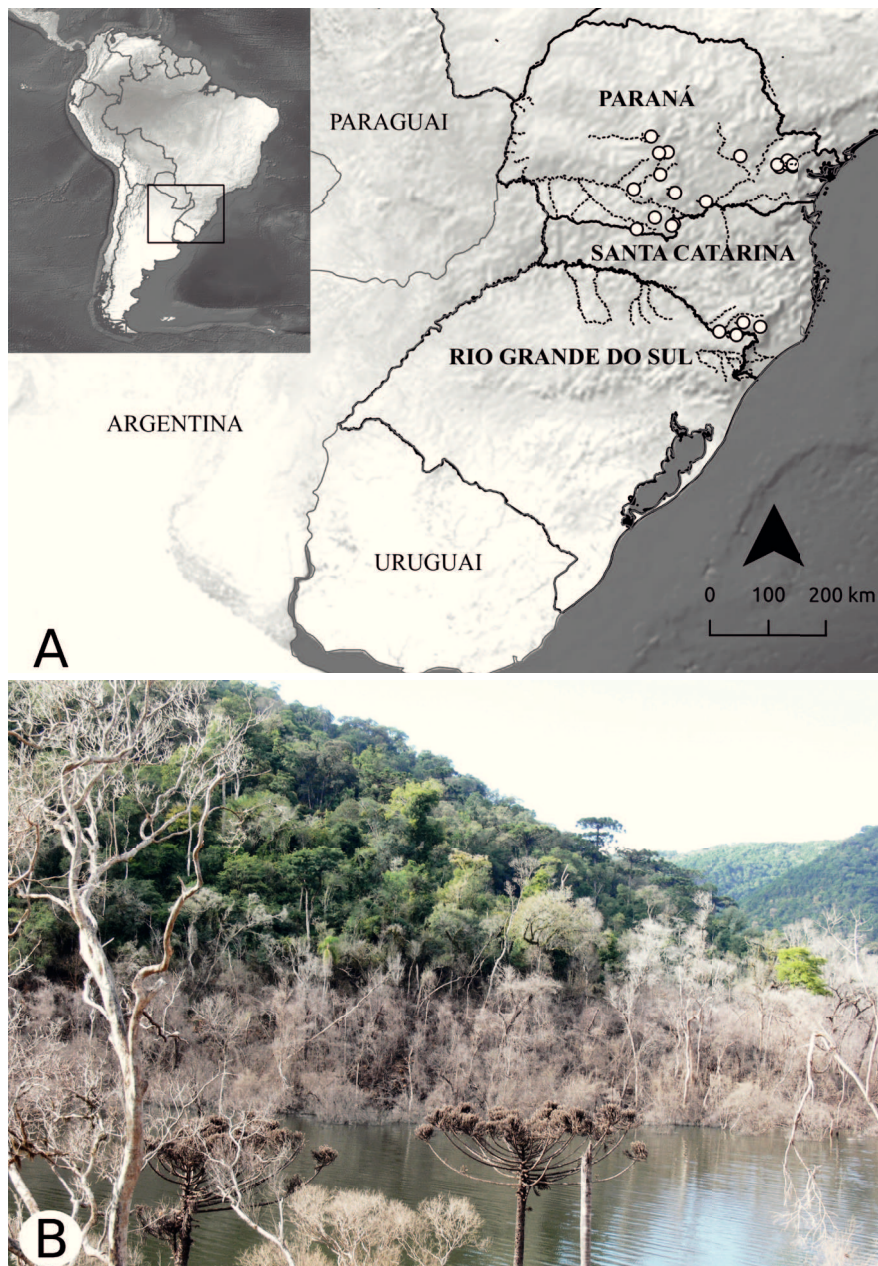 PARANÁ
PARAGUAI
SANTA CATARINA
RIO GRANDE DO SUL
ARGENTINA
URUGUAI
0 100 200 km
A
B